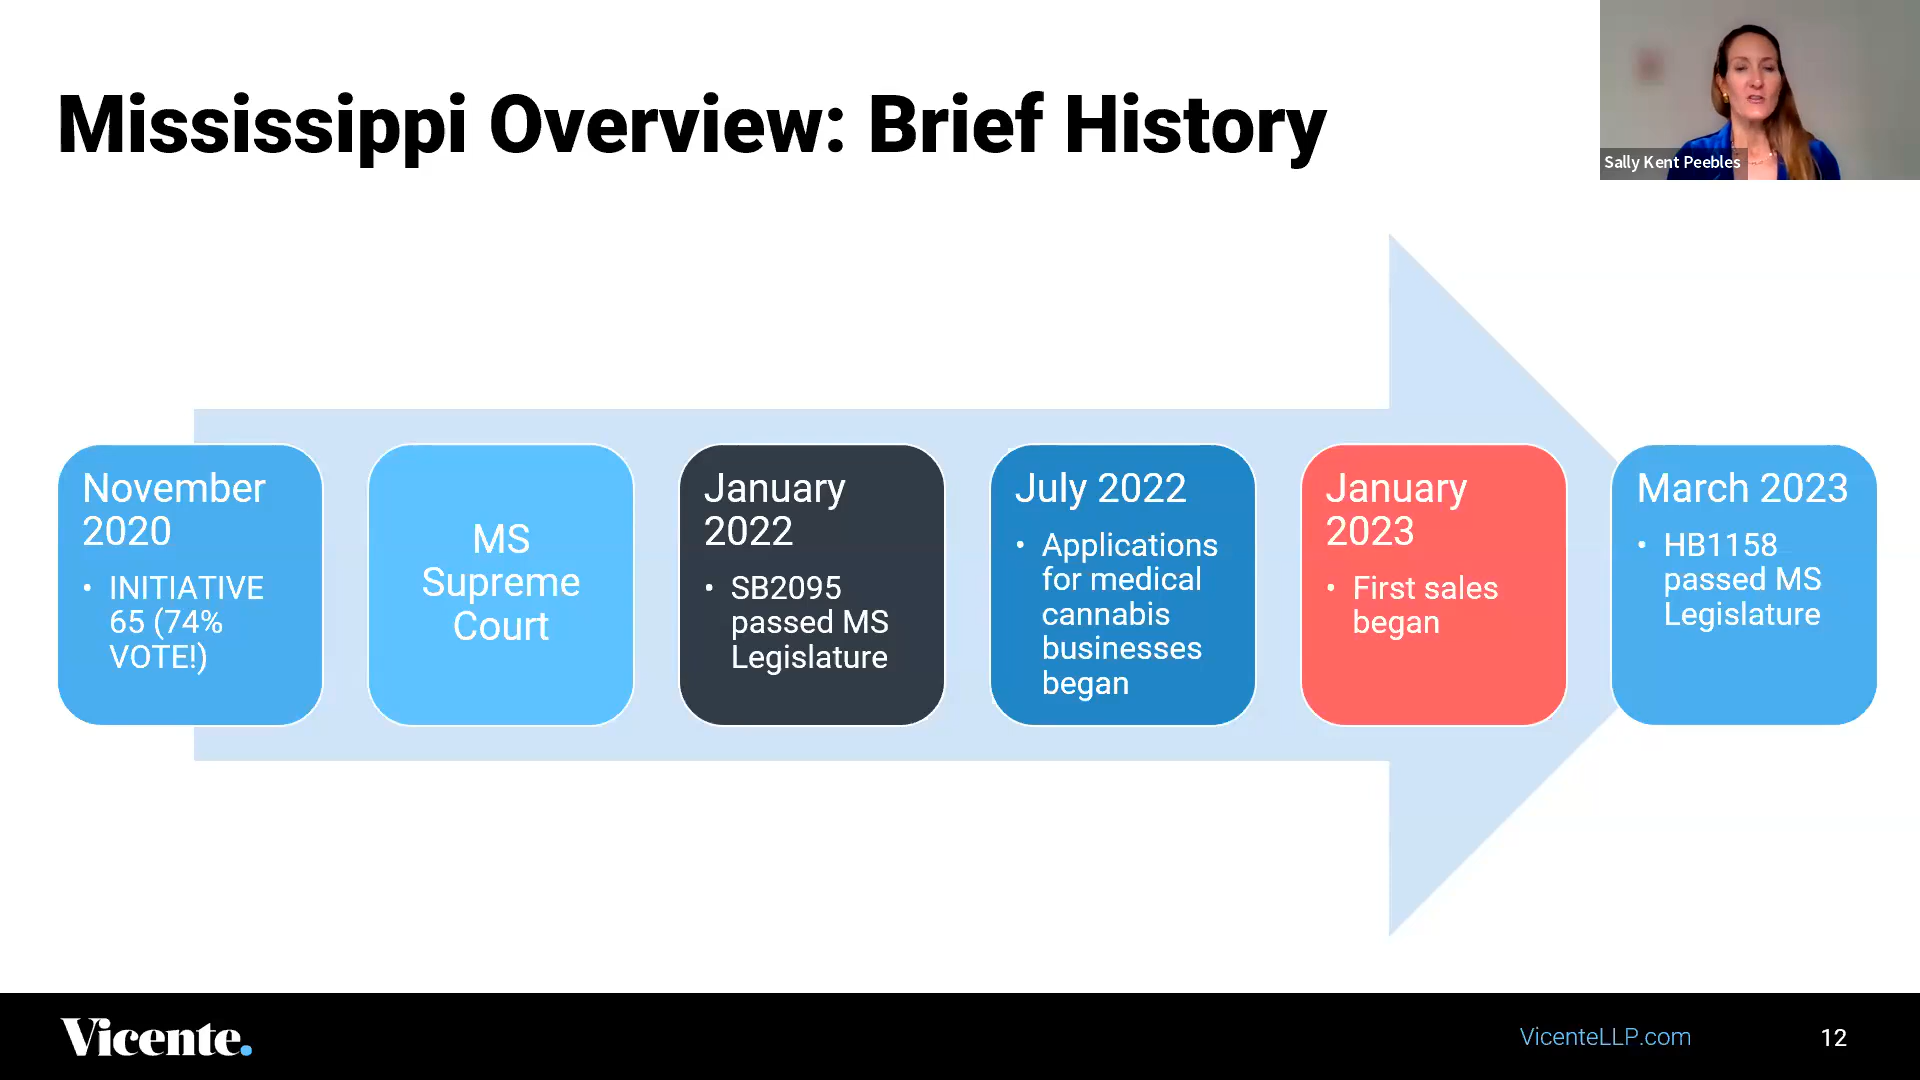 Mississippi Overview: Brief History
Sally Kent Peebles
November
2020
• INITIATIVE
65 (74%
VOTE!)
MS
Supreme
Court
January
2022
• SB2095
passed MS
Legislature
July 2022
• Applications
for medical
cannabis
businesses
began
January
2023
• First sales
began
March 2023
• HB1158
passed MS
Legislature
Vicente.
VicenteLLP.com
12